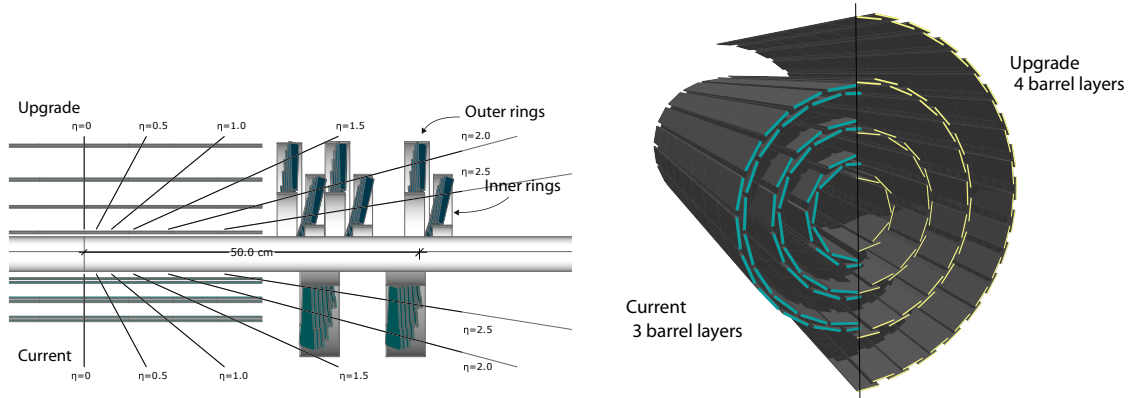 Upgrade
η=0
η=0.5
η=1.0
η=1.5
Outer rings
η=2.0
η=2.5
Inner rings
50.0 cm
Current
η=0
η=0.5
η=1.0
η=1.5
η=2.0
η=2.5
Upgrade
4 barrel layers
Current
3 barrel layers